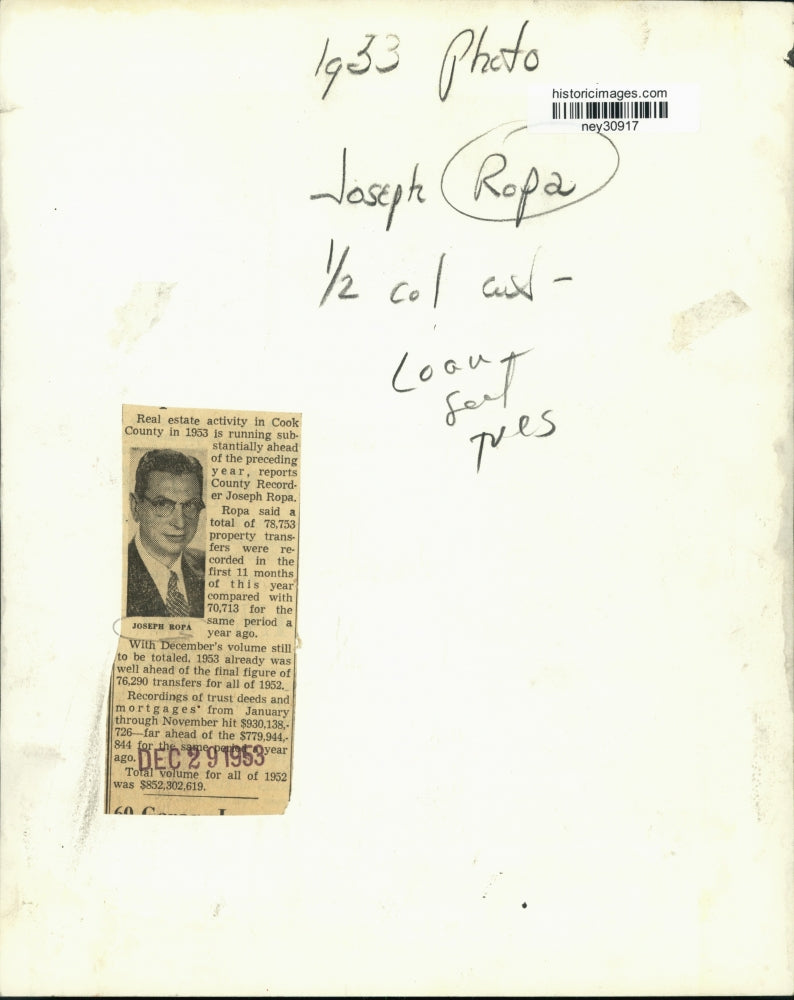 1933 Photo
historicimages.com
ney30917
Joseph Ropa
1/2 col cut -
Loan
Real estate activity in Cook
County in 1953 is running sub-
stantially ahead
of the preceding
year, reports
County Record-
er Joseph Ropa.
Ropa said a
total of 78,753
property trans-
fers were re-
corded in the
first 11 months
of this year
compared with
70,713 for the
same period a
year ago.
JOSEPH ROPA
With December's volume still
to be totaled, 1953 already was
well ahead of the final figure of
76,290 transfers for all of 1952.
Recordings of trust deeds and
mortgages from January
through November hit $930,138,-
726—far ahead of the $779,944,-
844 for the same period a year
ago.
DEC 29 1953
Total volume for all of 1952
was $852,302,619.